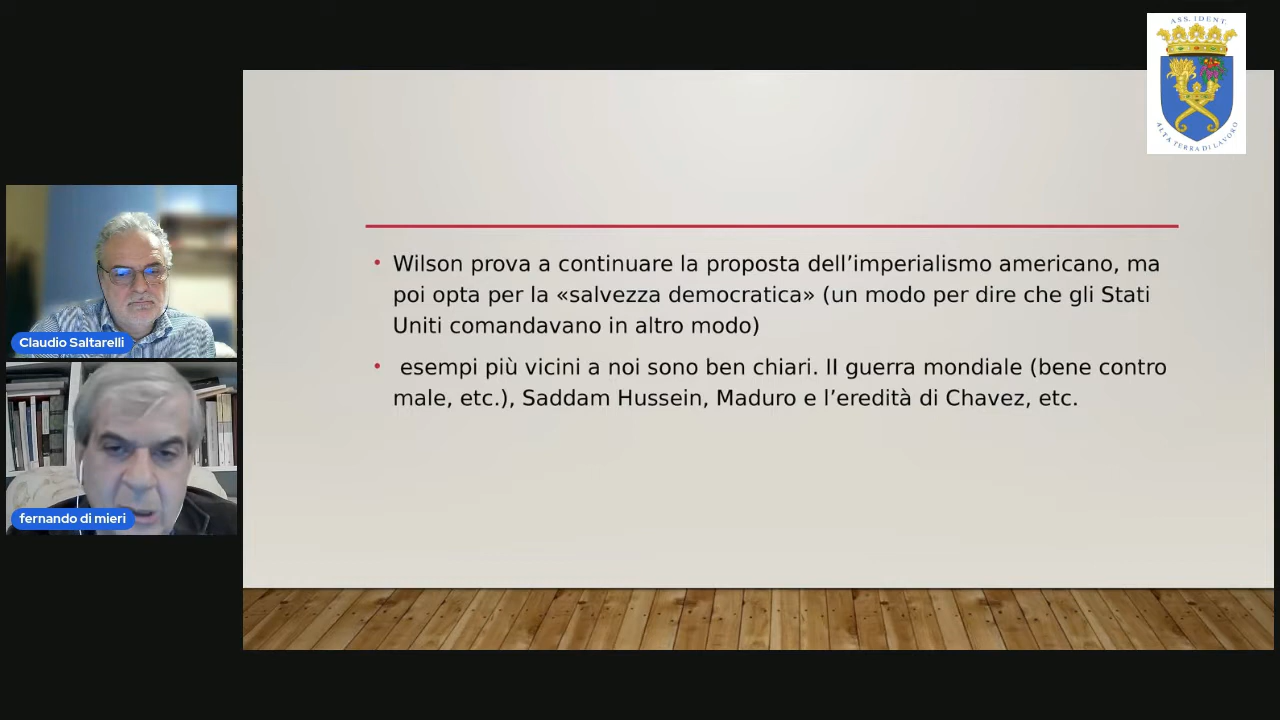 ASS. IDENT.
ALTA TERRA DI LAVORO
Wilson prova a continuare la proposta dell’imperialismo americano, ma
poi opta per la «salvezza democratica» (un modo per dire che gli Stati
Uniti comandavano in altro modo)
esempi più vicini a noi sono ben chiari. II guerra mondiale (bene contro
male, etc.), Saddam Hussein, Maduro e l’eredità di Chavez, etc.
Claudio Saltarelli
fernando di mieri